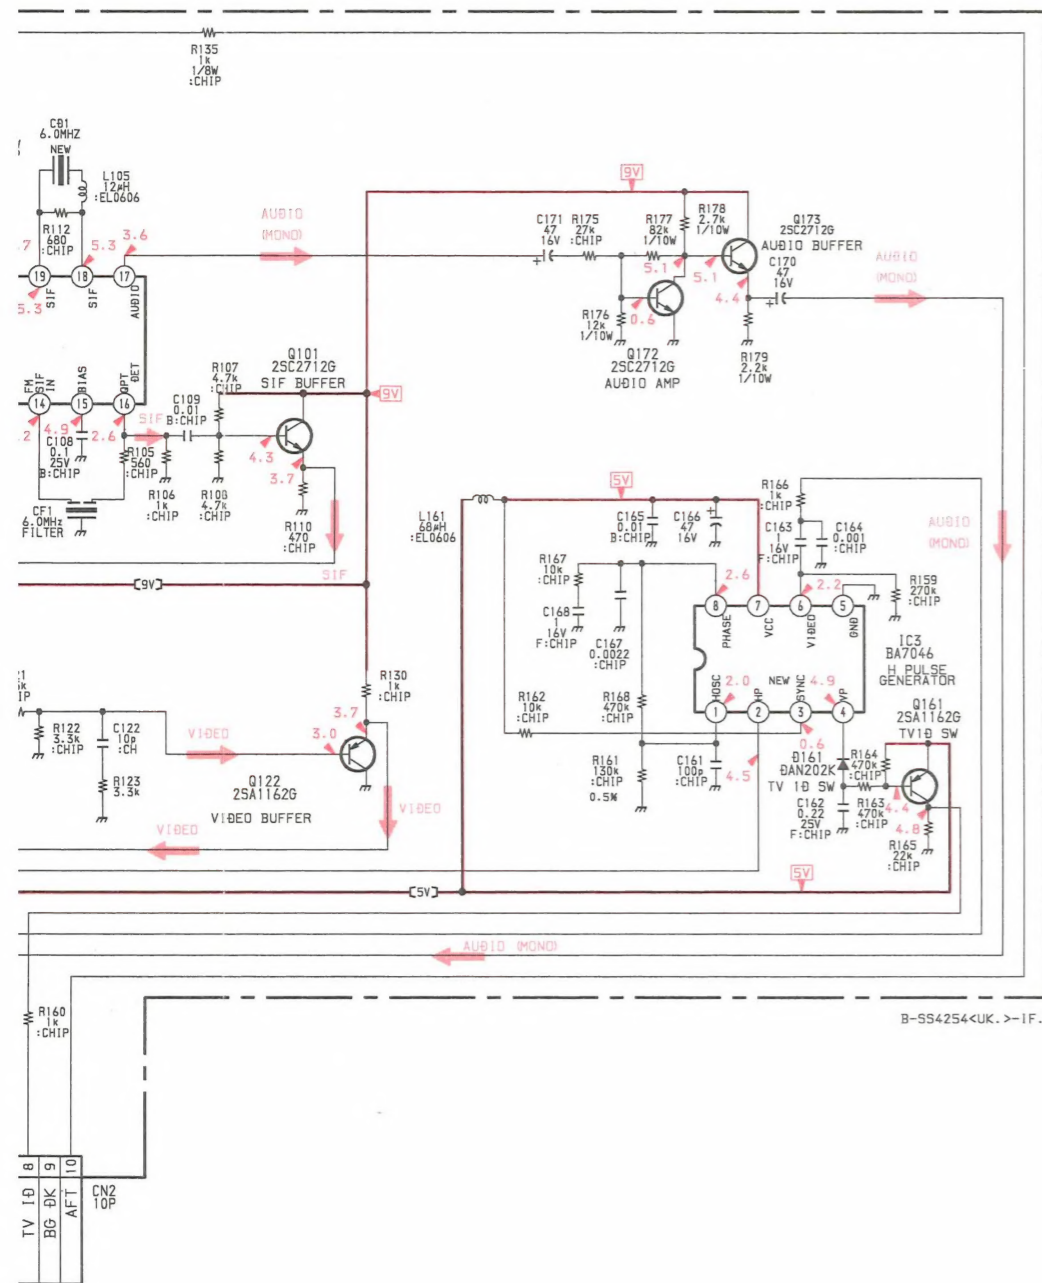 R135
1k
1/8W
:CHIP
CB1
6.0MHZ
NEW
L105
12μH
:EL0606
R112
680
:CHIP
5.3
3.6
AUDIO
(MONO)
19
18
17
SIF
SIF
AUDIO
5.3
C171
47
16V
R175
27k
:CHIP
R177
82k
1/10W
9V
R178
2.7k
1/10W
Q173
2SC2712G
AUDIO BUFFER
C170
47
16V
AUDIO
(MONO)
5.1
5.1
4.4
0.6
R176
12k
1/10W
Q172
2SC2712G
AUDIO AMP
R179
2.2k
1/10W
FM
SIF
IN
BIAS
OPT
DET
14
15
16
R107
4.7k
:CHIP
Q101
2SC2712G
SIF BUFFER
9V
C109
0.01
B:CHIP
SIF
4.9
2.6
C108
0.1
25V
B:CHIP
R105
560
:CHIP
4.3
3.7
CF1
6.0MHz
FILTER
R106
1k
:CHIP
R108
4.7k
:CHIP
R110
470
:CHIP
SIF
[9V]
L161
68μH
:EL0606
5V
C165
0.01
B:CHIP
C166
47
16V
R166
1k
:CHIP
C163
1
16V
F:CHIP
C164
0.001
:CHIP
AUDIO
(MONO)
R167
10k
:CHIP
C168
1
16V
F:CHIP
C167
0.0022
:CHIP
2.6
2.2
R159
270k
:CHIP
8
7
6
5
PHASE
VCC
VIDEO
GND
IC3
BA7046
H PULSE
GENERATOR
HOSC
HP
NEW
SYNC
VP
2.0
4.9
1
2
3
4
R162
10k
:CHIP
R168
470k
:CHIP
R161
130k
:CHIP
0.5%
C161
100p
:CHIP
4.5
0.6
D161
DAN202K
TV ID SW
R164
470k
:CHIP
Q161
2SA1162G
TVID SW
C162
0.22
25V
F:CHIP
R163
470k
:CHIP
4.4
4.8
R165
22k
:CHIP
R130
1k
:CHIP
3.7
3.0
R122
3.3k
:CHIP
C122
10p
:CH
R123
3.3k
VIDEO
Q122
2SA1162G
VIDEO BUFFER
VIDEO
VIDEO
[5V]
5V
AUDIO (MONO)
R160
1k
:CHIP
B-SS4254<UK.>-IF.
8
9
10
TV ID
BG DK
AFT
CN2
10P